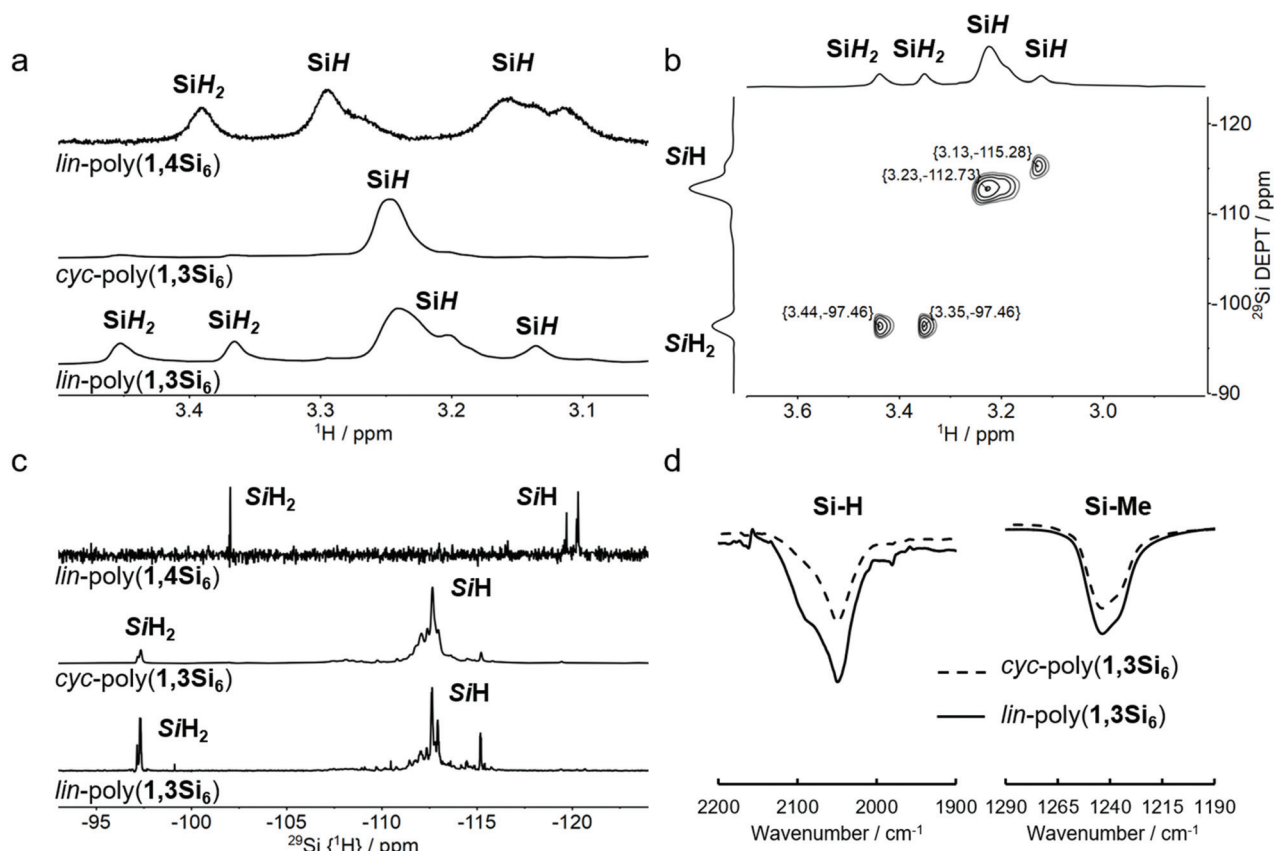 a
SiH₂
SiH
SiH
lin-poly(1,4Si₆)
SiH
cyc-poly(1,3Si₆)
SiH₂
SiH₂
SiH
SiH
lin-poly(1,3Si₆)
3.4
3.3
3.2
3.1
¹H / ppm
b
SiH₂
SiH₂
SiH
SiH
SiH
SiH₂
{3.13,-115.28}
{3.23,-112.73}
{3.44,-97.46}
{3.35,-97.46}
-120
-110
-100
-90
²⁹Si DEPT / ppm
3.6
3.4
3.2
3.0
¹H / ppm
c
SiH₂
SiH
lin-poly(1,4Si₆)
SiH₂
SiH
cyc-poly(1,3Si₆)
SiH₂
SiH
lin-poly(1,3Si₆)
-95
-100
-105
-110
-115
-120
²⁹Si {¹H} / ppm
d
Si-H
Si-Me
cyc-poly(1,3Si₆)
lin-poly(1,3Si₆)
2200
2100
2000
1900
Wavenumber / cm⁻¹
1290
1265
1240
1215
1190
Wavenumber / cm⁻¹